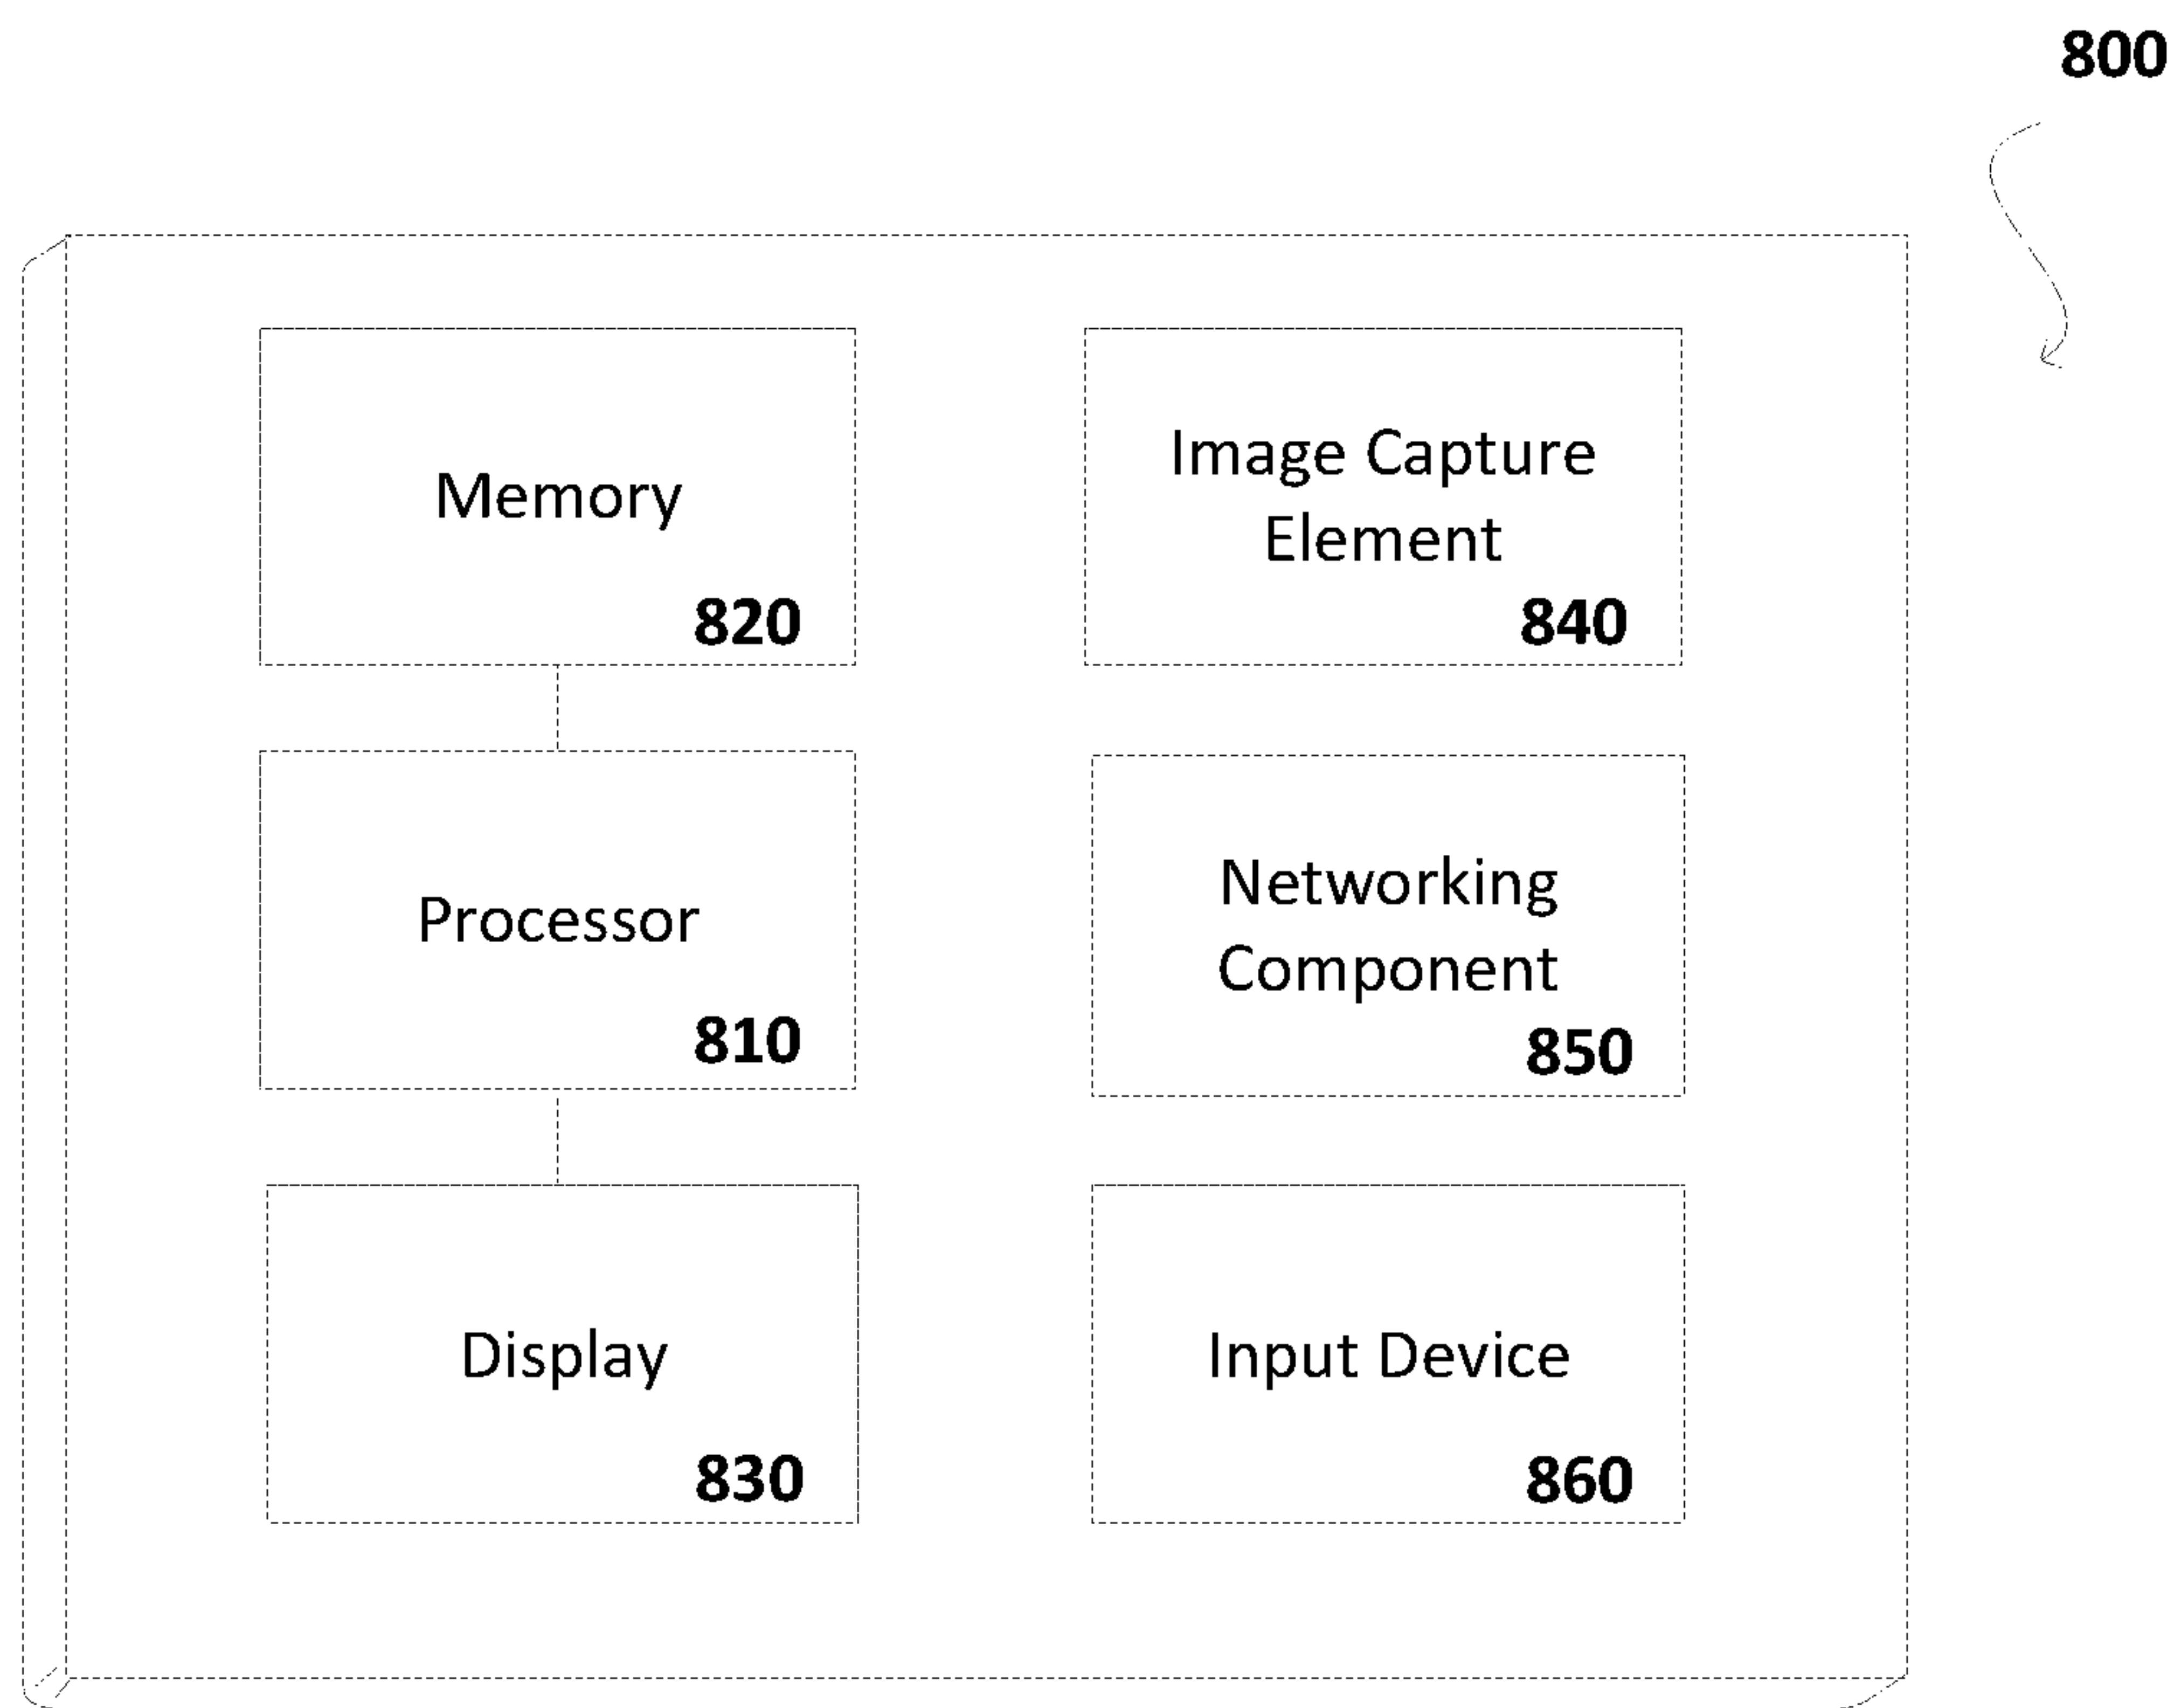 800
Memory
820
Image Capture
Element
840
Processor
810
Networking
Component
850
Display
830
Input Device
860